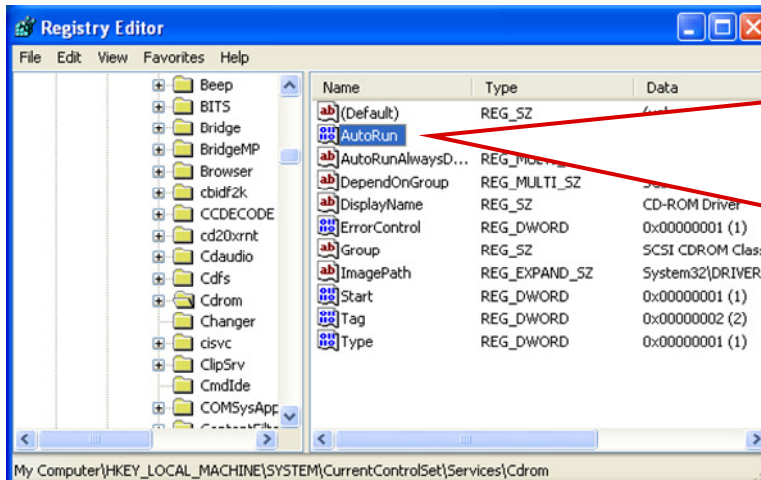 Registry Editor
File Edit View Favorites Help
Beep
BITS
Bridge
BridgeMP
Browser
cbidf2k
CCDECODE
cd20xrnt
Cdaudio
Cdfs
Cdrom
Changer
cisvc
ClipSrv
CmdIde
COMSysApp
Name Type Data
(Default) REG_SZ
AutoRun
AutoRunAlwaysD...
DependOnGroup REG_MULTI_SZ
DisplayName REG_SZ CD-ROM Driver
ErrorControl REG_DWORD 0x00000001 (1)
Group REG_SZ SCSI CDROM Clas
ImagePath REG_EXPAND_SZ System32\DRIVER
Start REG_DWORD 0x00000001 (1)
Tag REG_DWORD 0x00000002 (2)
Type REG_DWORD 0x00000001 (1)
My Computer\HKEY_LOCAL_MACHINE\SYSTEM\CurrentControlSet\Services\Cdrom